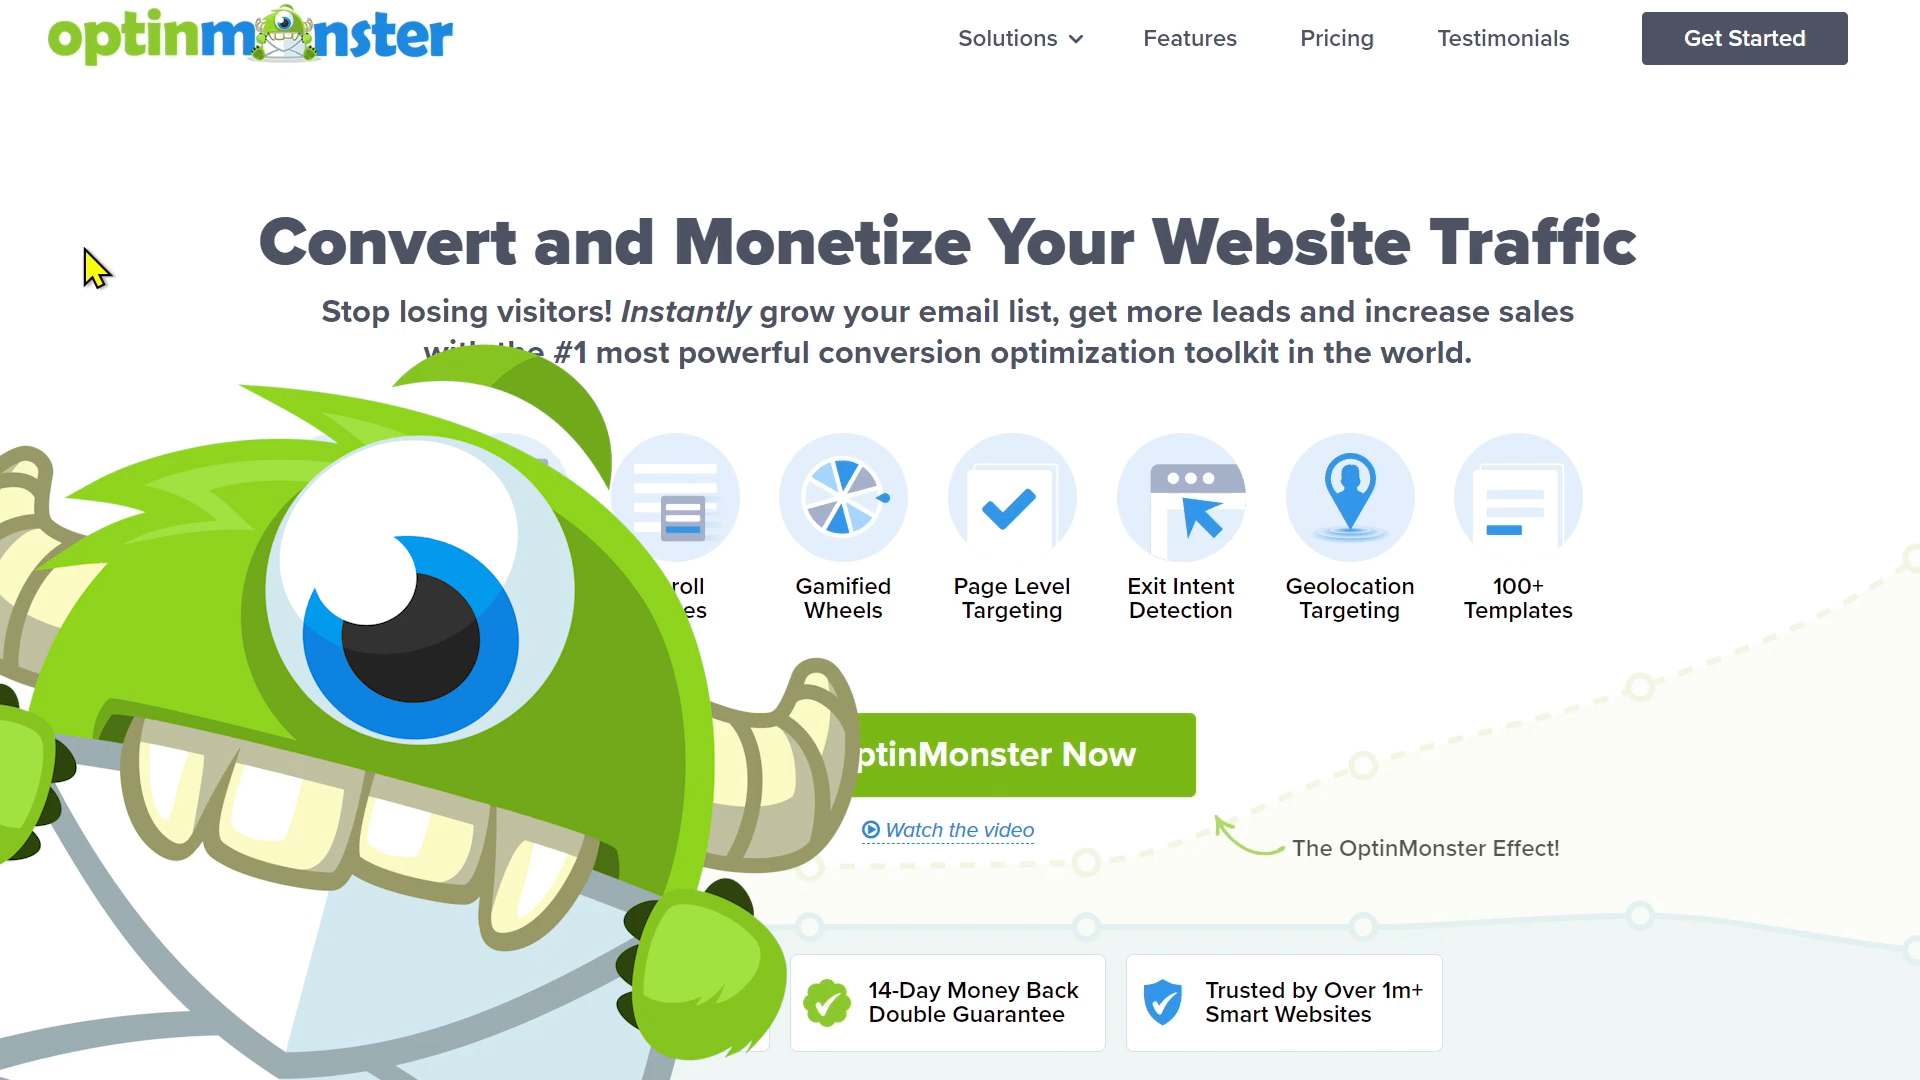 optinmonster
Solutions
Features
Pricing
Testimonials
Get Started
Convert and Monetize Your Website Traffic
Stop losing visitors! Instantly grow your email list, get more leads and increase sales
the #1 most powerful conversion optimization toolkit in the world.
Gamified
Wheels
Page Level
Targeting
Exit Intent
Detection
Geolocation
Targeting
100+
Templates
ptinMonster Now
Watch the video
The OptinMonster Effect!
14-Day Money Back
Double Guarantee
Trusted by Over 1m+
Smart Websites